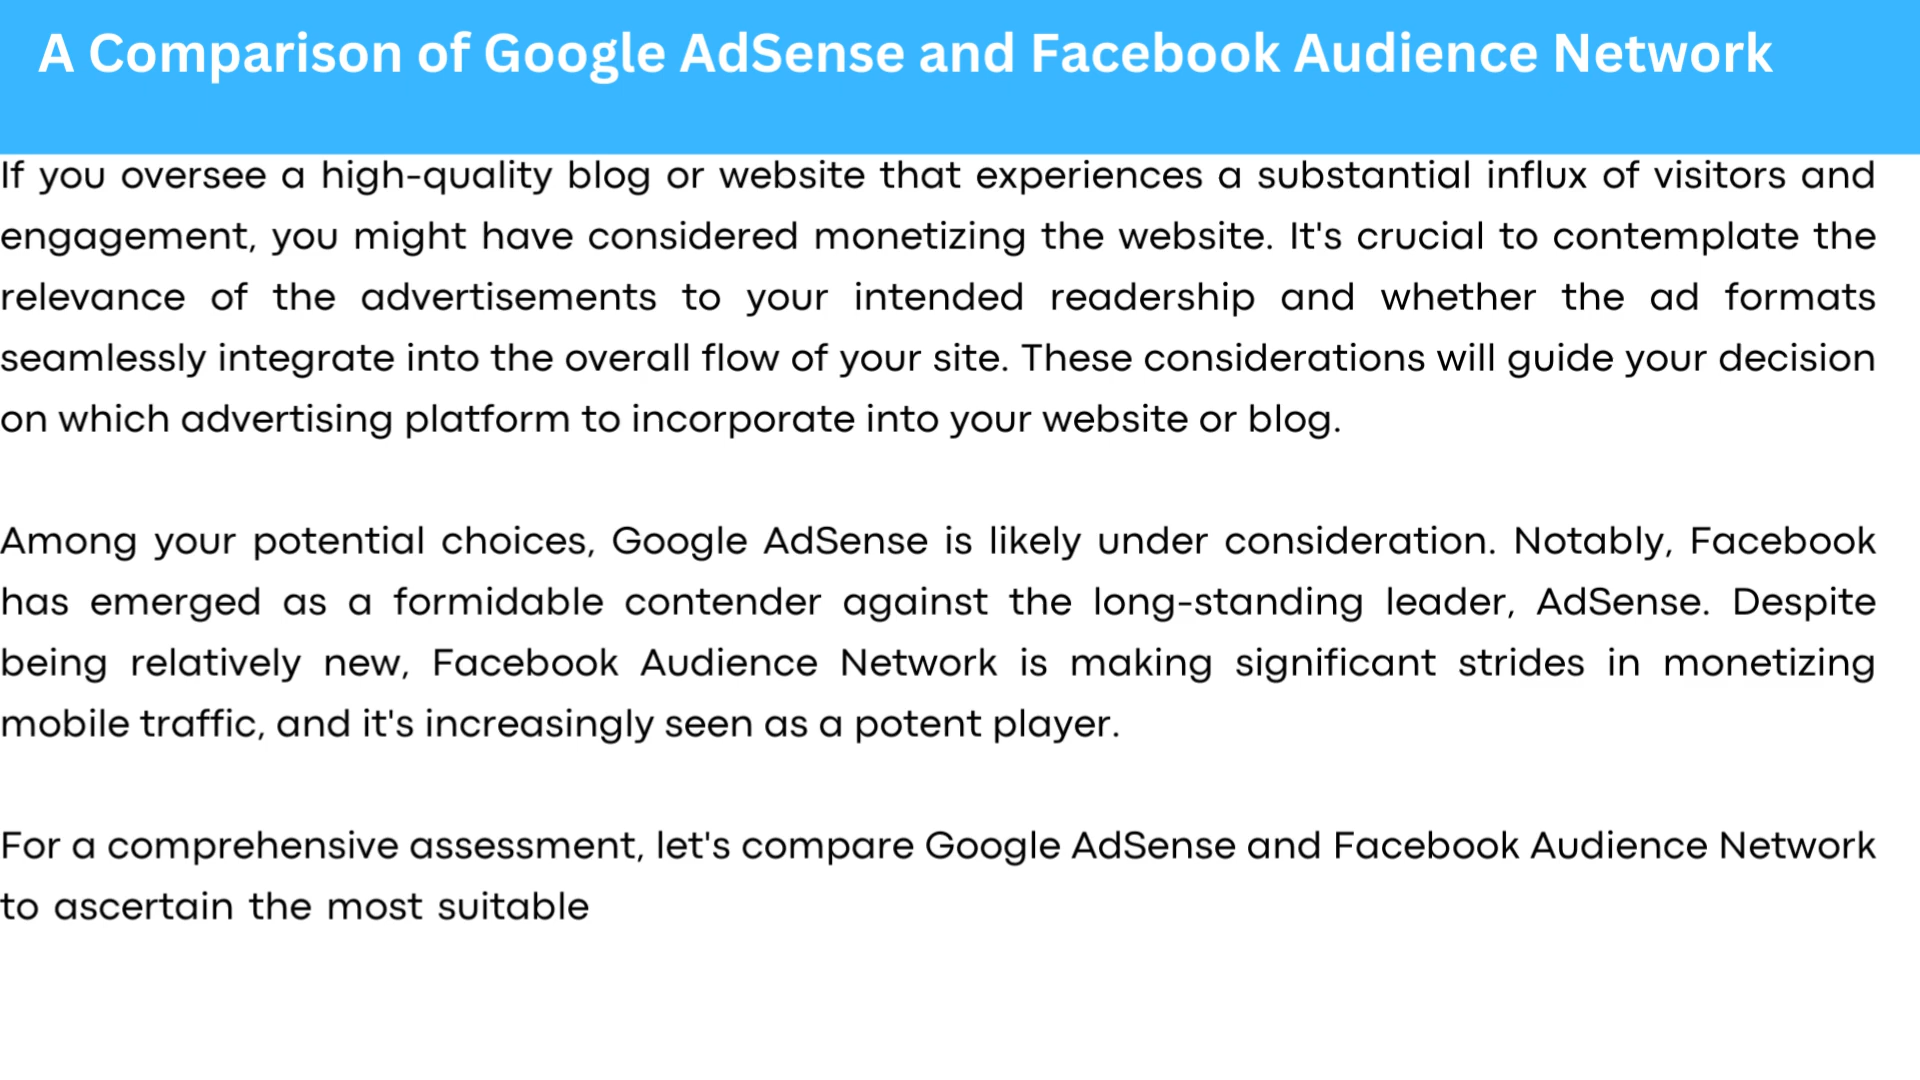 A Comparison of Google AdSense and Facebook Audience Network
If you oversee a high-quality blog or website that experiences a substantial influx of visitors and
engagement, you might have considered monetizing the website. It's crucial to contemplate the
relevance of the advertisements to your intended readership and whether the ad formats
seamlessly integrate into the overall flow of your site. These considerations will guide your decision
on which advertising platform to incorporate into your website or blog.
Among your potential choices, Google AdSense is likely under consideration. Notably, Facebook
has emerged as a formidable contender against the long-standing leader, AdSense. Despite
being relatively new, Facebook Audience Network is making significant strides in monetizing
mobile traffic, and it's increasingly seen as a potent player.
For a comprehensive assessment, let's compare Google AdSense and Facebook Audience Network
to ascertain the most suitable